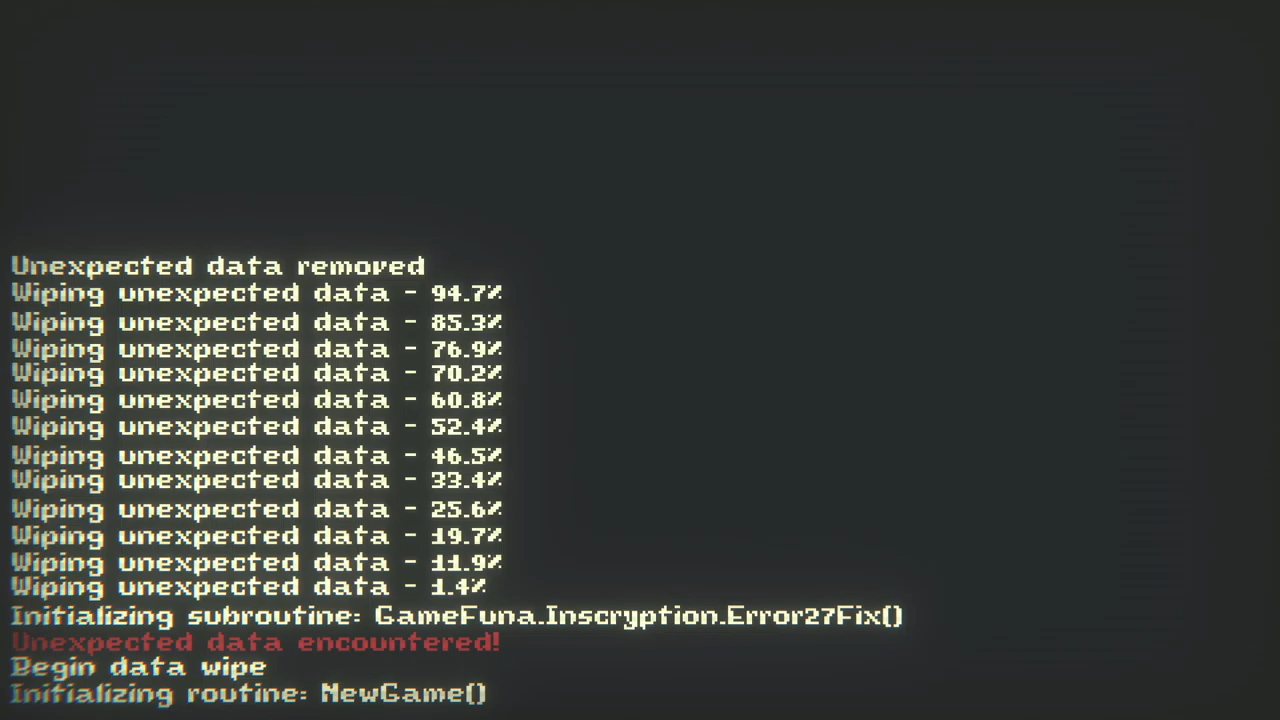 Unexpected data removed
Wiping unexpected data - 94.7%
Wiping unexpected data - 85.3%
Wiping unexpected data - 76.9%
Wiping unexpected data - 70.2%
Wiping unexpected data - 60.8%
Wiping unexpected data - 52.4%
Wiping unexpected data - 46.5%
Wiping unexpected data - 33.4%
Wiping unexpected data - 25.6%
Wiping unexpected data - 19.7%
Wiping unexpected data - 11.9%
Wiping unexpected data - 1.4%
Initializing subroutine: GameFuna.Inscryption.Error27Fix()
Unexpected data encountered!
Begin data wipe
Initializing routine: NewGame()